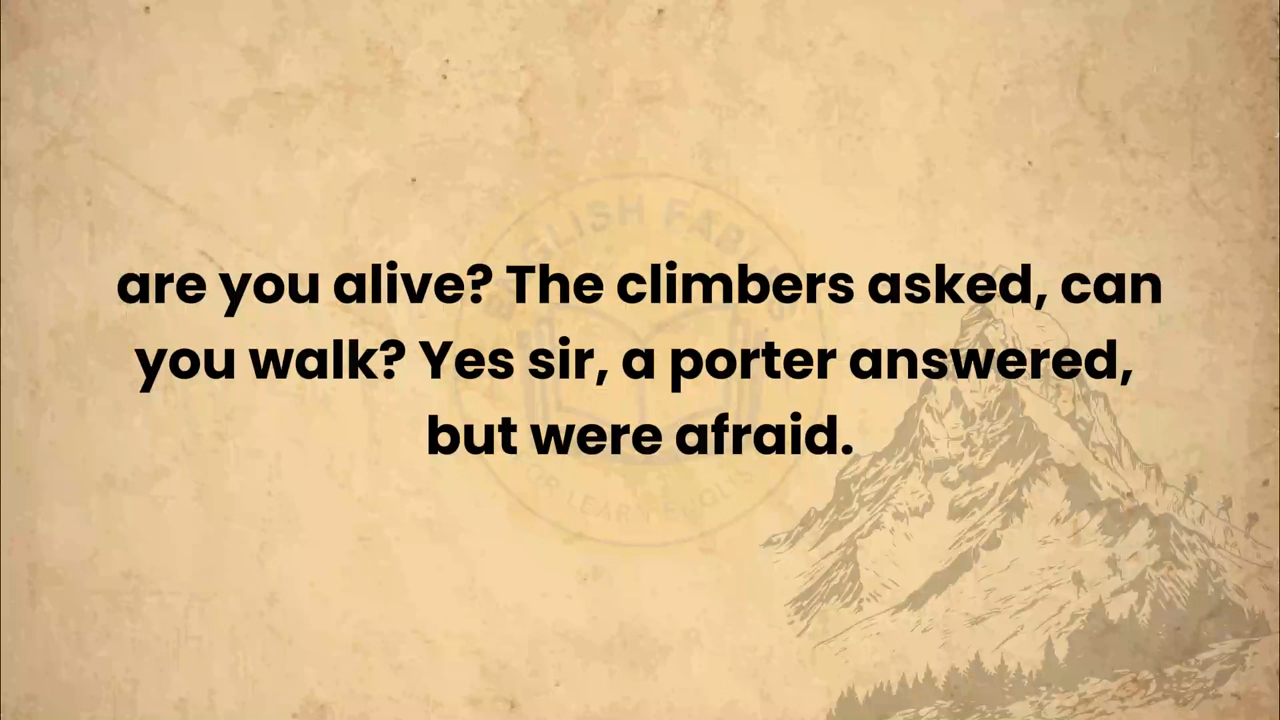 are you alive? The climbers asked, can
you walk? Yes sir, a porter answered,
but were afraid.